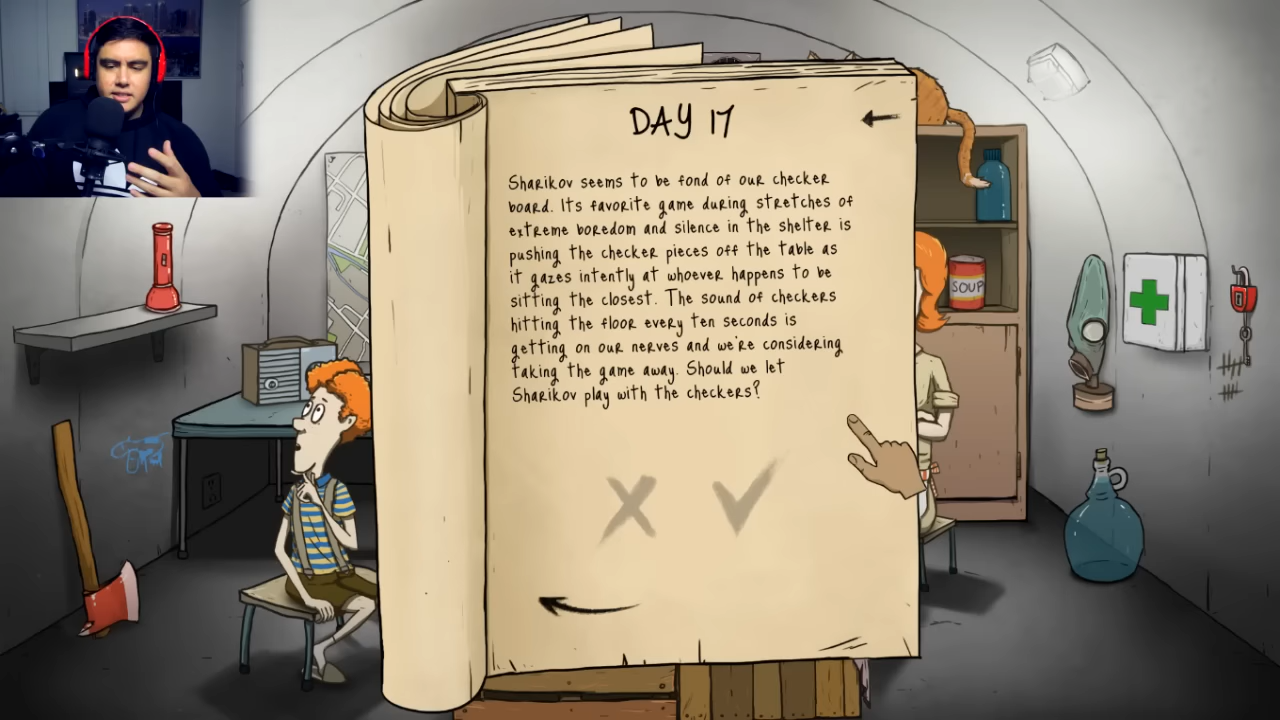 DAY 17
Sharikov seems to be fond of our checker
board. Its favorite game during stretches of
extreme boredom and silence in the shelter is
pushing the checker pieces off the table as
it gazes intently at whoever happens to be
sitting the closest. The sound of checkers
hitting the floor every ten seconds is
getting on our nerves and we're considering
taking the game away. Should we let
Sharikov play with the checkers?
SOUP